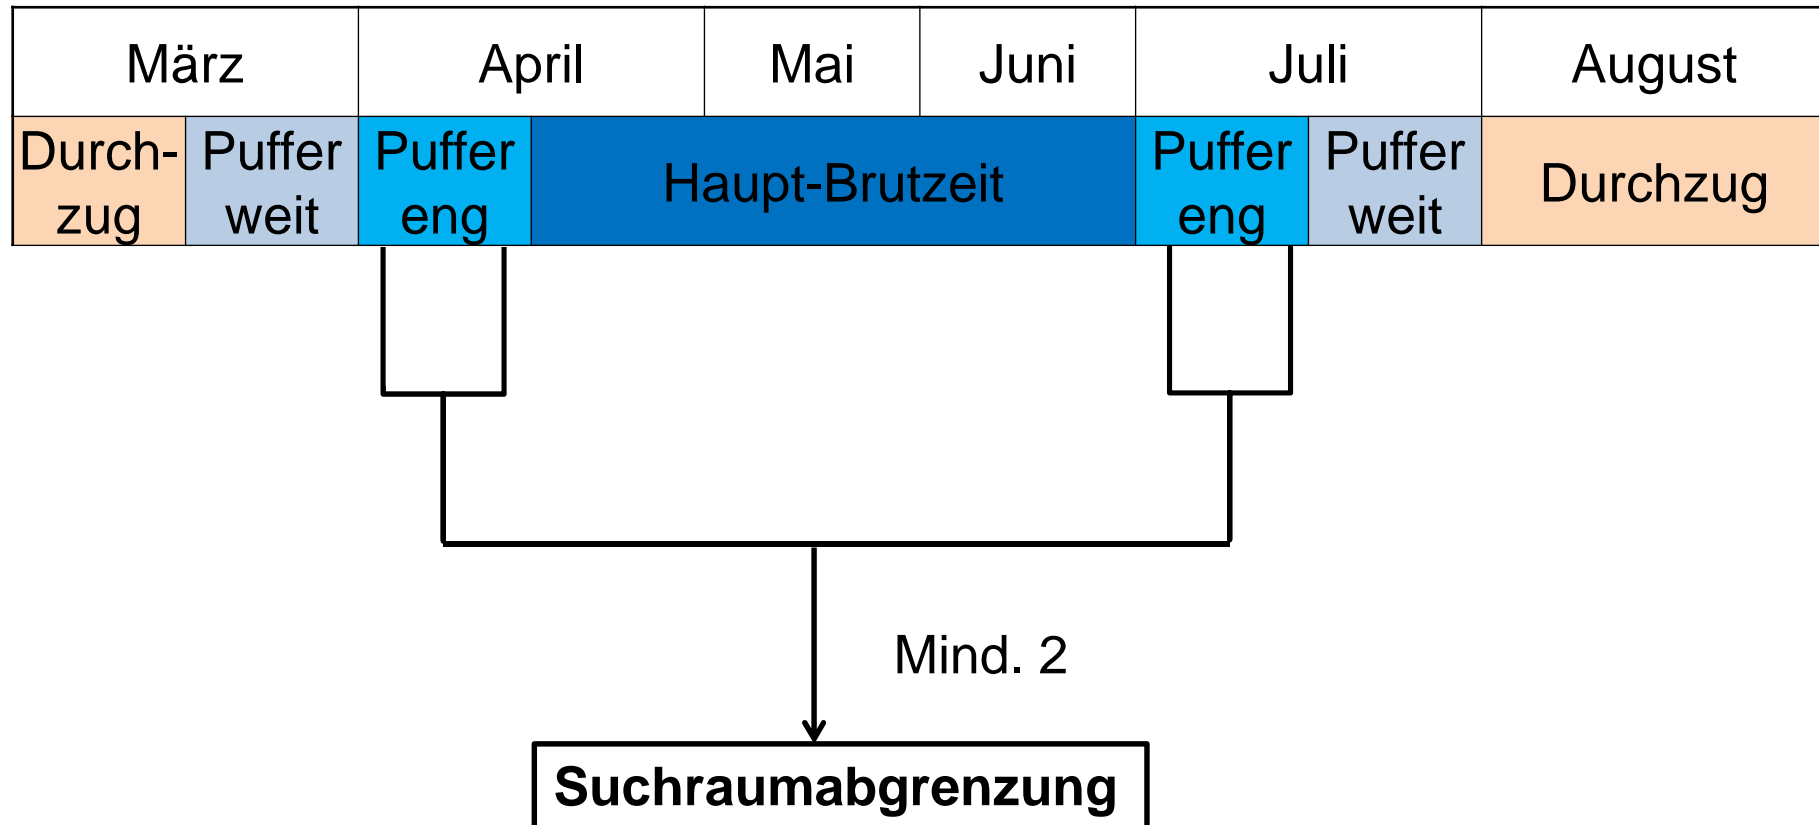 März April Mai Juni Juli August
Durch- Puffer Puffer Haupt-Brutzeit Puffer Puffer Durchzug
zug weit eng eng weit
Mind. 2
Suchraumabgrenzung